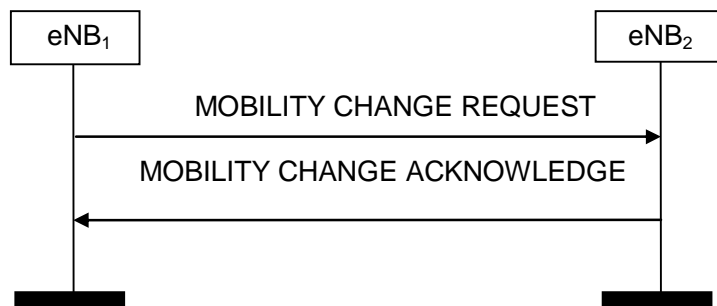 eNB₁
eNB₂
MOBILITY CHANGE REQUEST
MOBILITY CHANGE ACKNOWLEDGE